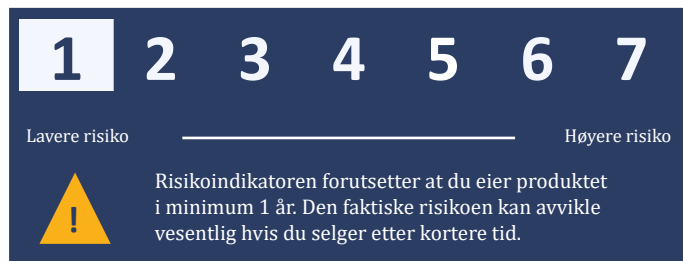 1 2 3 4 5 6 7
Lavere risiko Høyere risiko
!
Risikoindikatoren forutsetter at du eier produktet
i minimum 1 år. Den faktiske risikoen kan avvikle
vesentlig hvis du selger etter kortere tid.